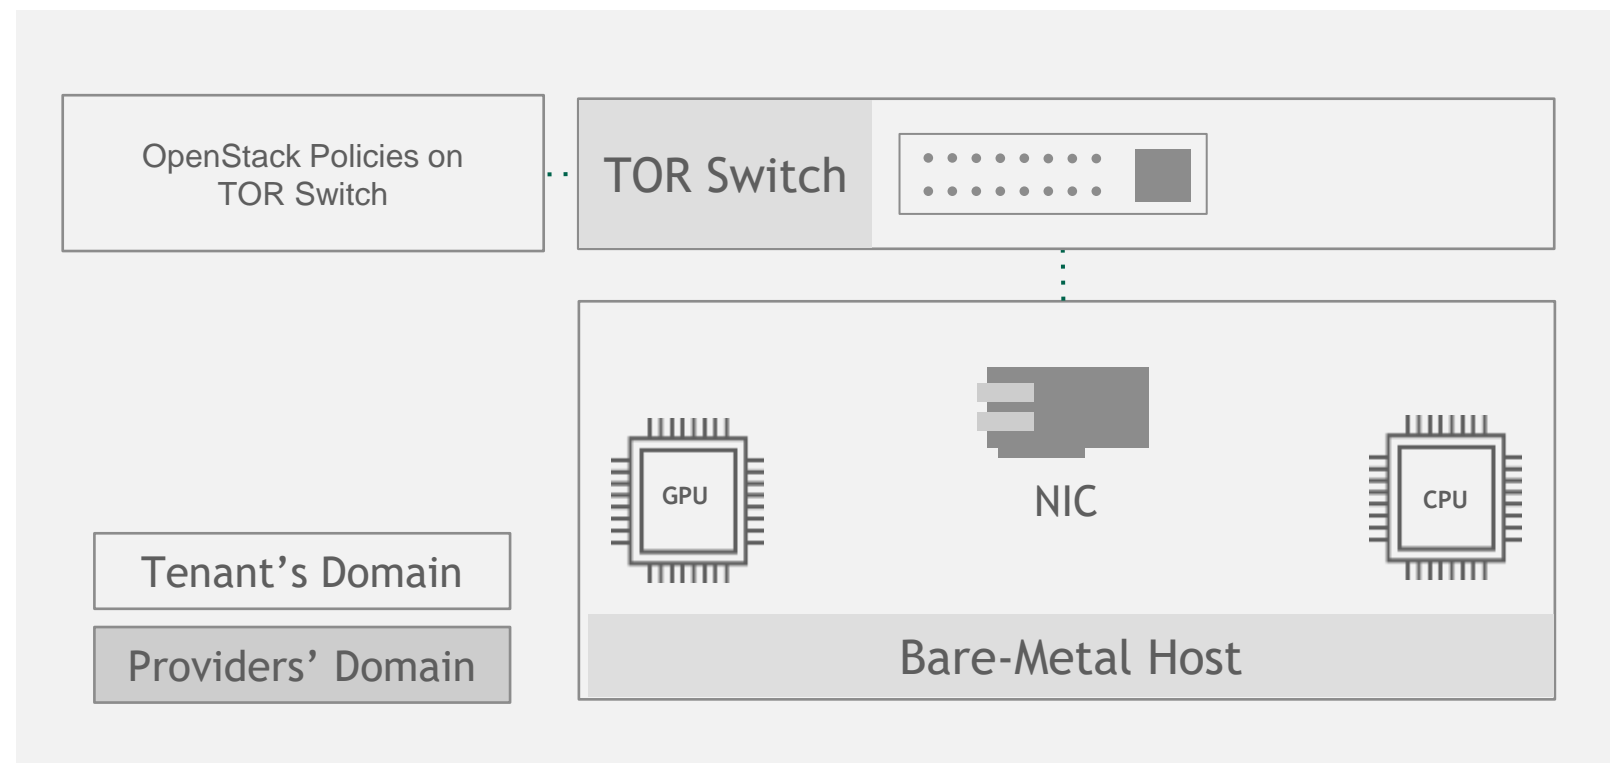 OpenStack Policies on
TOR Switch
TOR Switch
GPU
NIC
CPU
Tenant’s Domain
Providers’ Domain
Bare-Metal Host